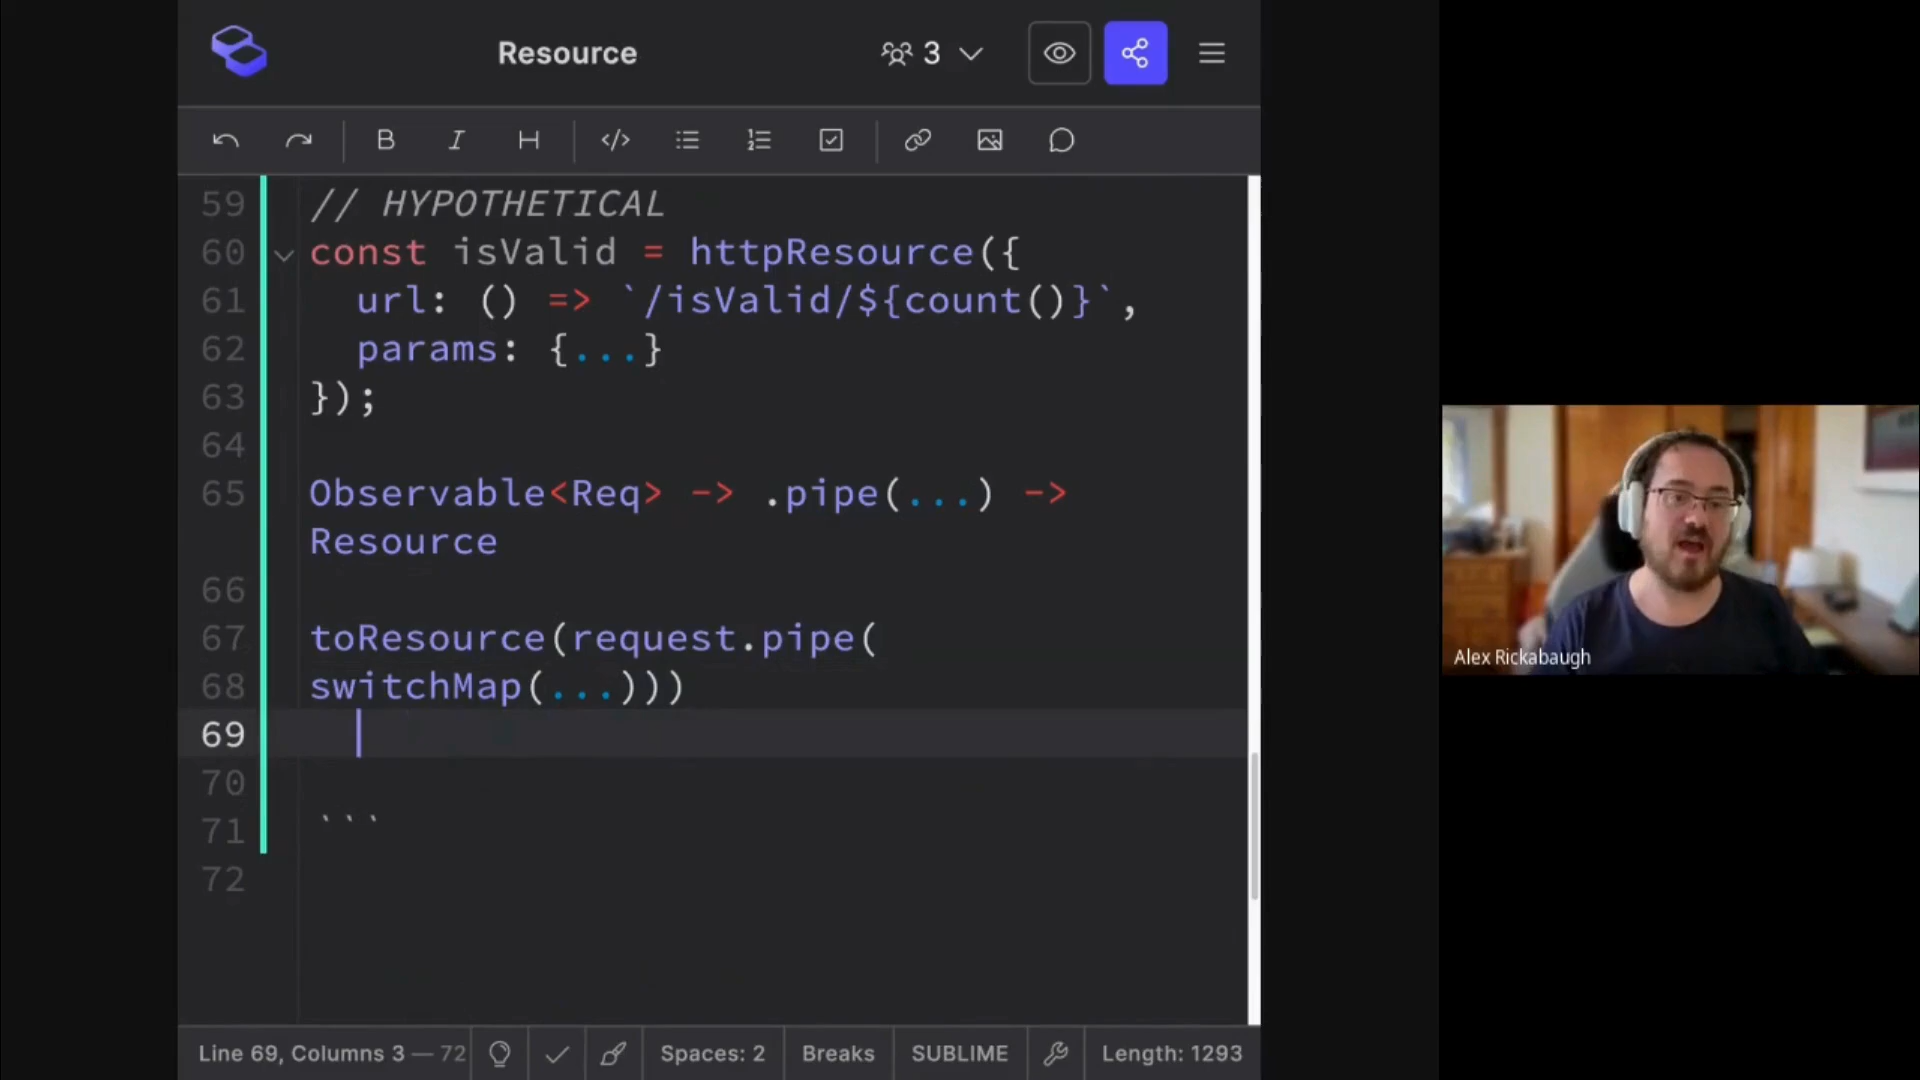 Resource
3
B I H
59 // HYPOTHETICAL
60 const isValid = httpResource({
61 url: () => `/isValid/${count()}`,
62 params: {...}
63 });
64
65 Observable<Req> -> .pipe(...) ->
Resource
66
67 toResource(request.pipe(
68 switchMap(...)))
69
70
71 ```
72
Alex Rickabaugh
Line 69, Columns 3 — 72 Spaces: 2 Breaks SUBLIME Length: 1293